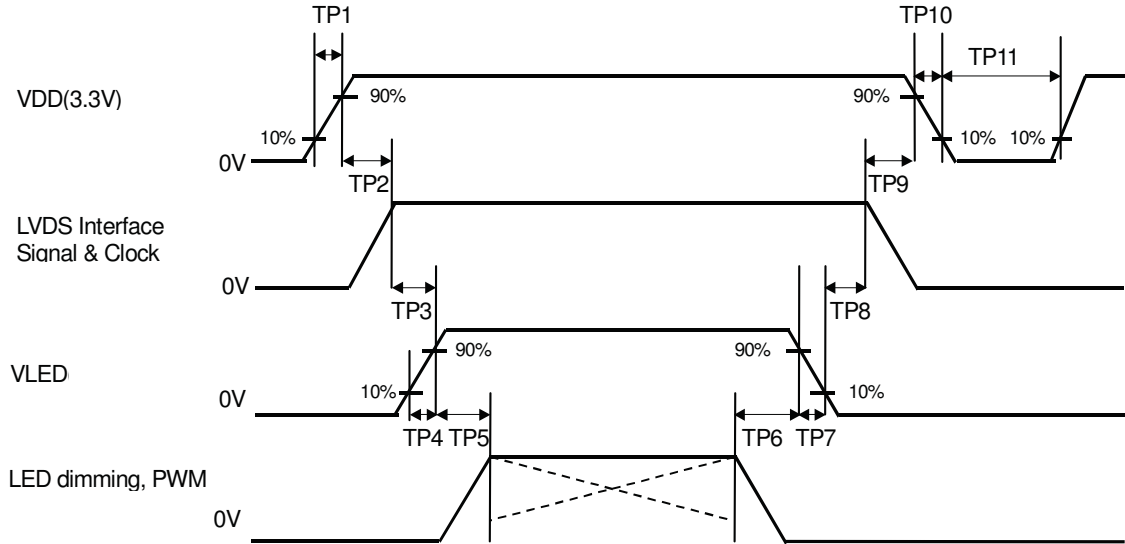 TP1
TP10
TP11
VDD(3.3V)
90%
90%
10%
10%
10%
0V
TP2
TP9
LVDS Interface
Signal & Clock
0V
TP3
TP8
VLED
90%
90%
10%
10%
0V
TP4
TP5
TP6
TP7
LED dimming, PWM
0V